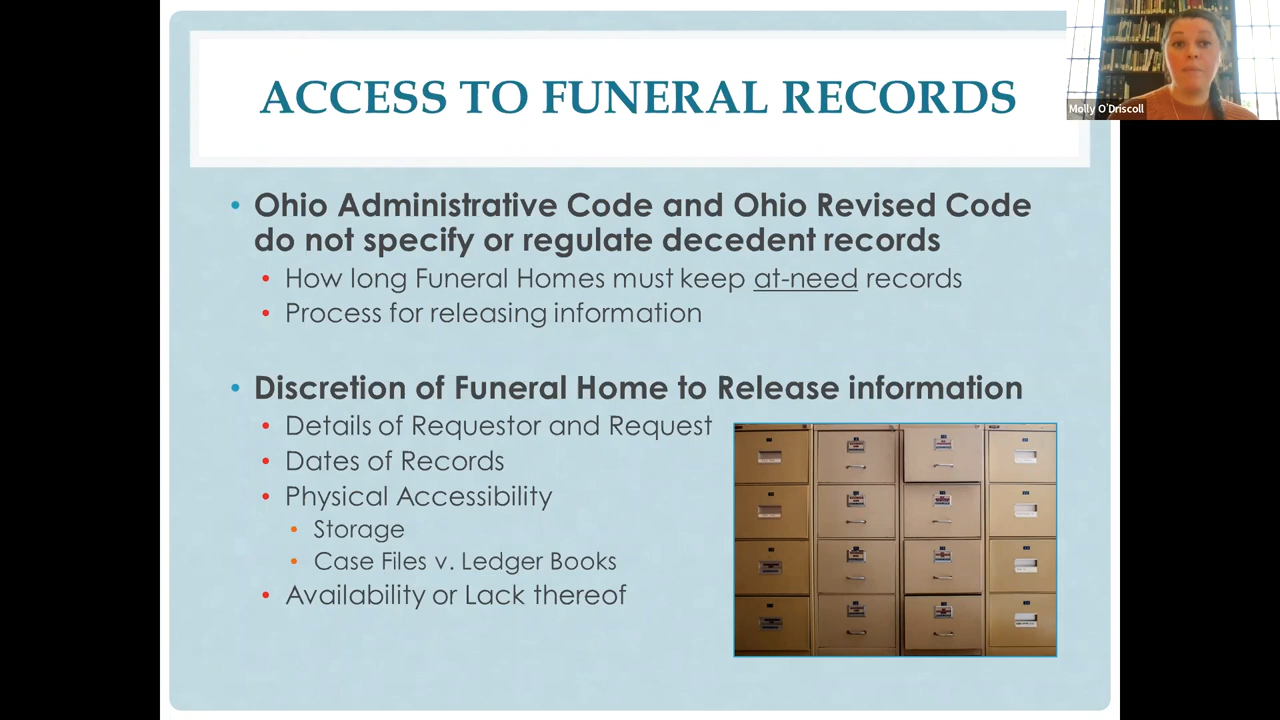 ACCESS TO FUNERAL RECORDS
Molly O'Driscoll
• Ohio Administrative Code and Ohio Revised Code
do not specify or regulate decedent records
• How long Funeral Homes must keep at-need records
• Process for releasing information
• Discretion of Funeral Home to Release information
• Details of Requestor and Request
• Dates of Records
• Physical Accessibility
• Storage
• Case Files v. Ledger Books
• Availability or Lack thereof